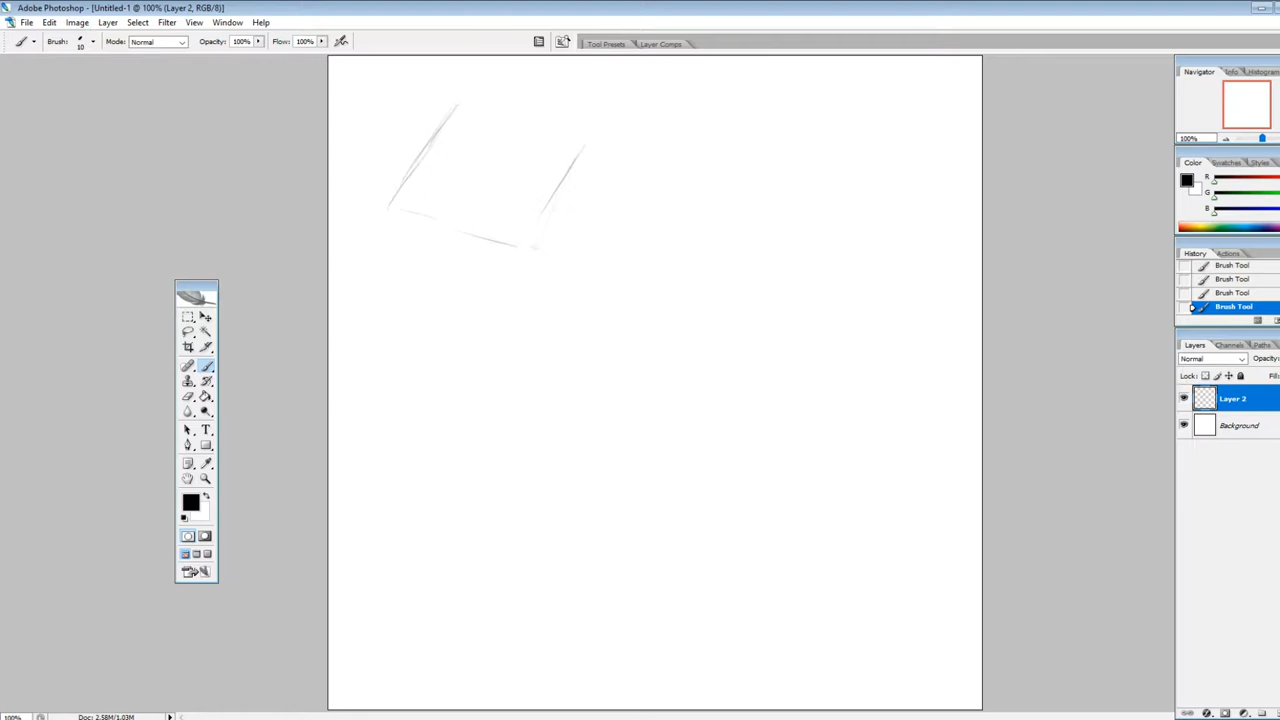 Adobe Photoshop - [Untitled-1 @ 100% (Layer 2, RGB/8)]
File Edit Image Layer Select Filter View Window Help
Brush: 10 Mode: Normal Opacity: 100% Flow: 100% Tool Presets Layer Comps
Navigator Info Histogram
100%
Color Swatches Styles
R
G
B
History Actions
Brush Tool
Brush Tool
Brush Tool
Brush Tool
Layers Channels Paths
Normal Opacity:
Lock: Fill:
Layer 2
Background
T
100% Doc: 2.58M/1.03M